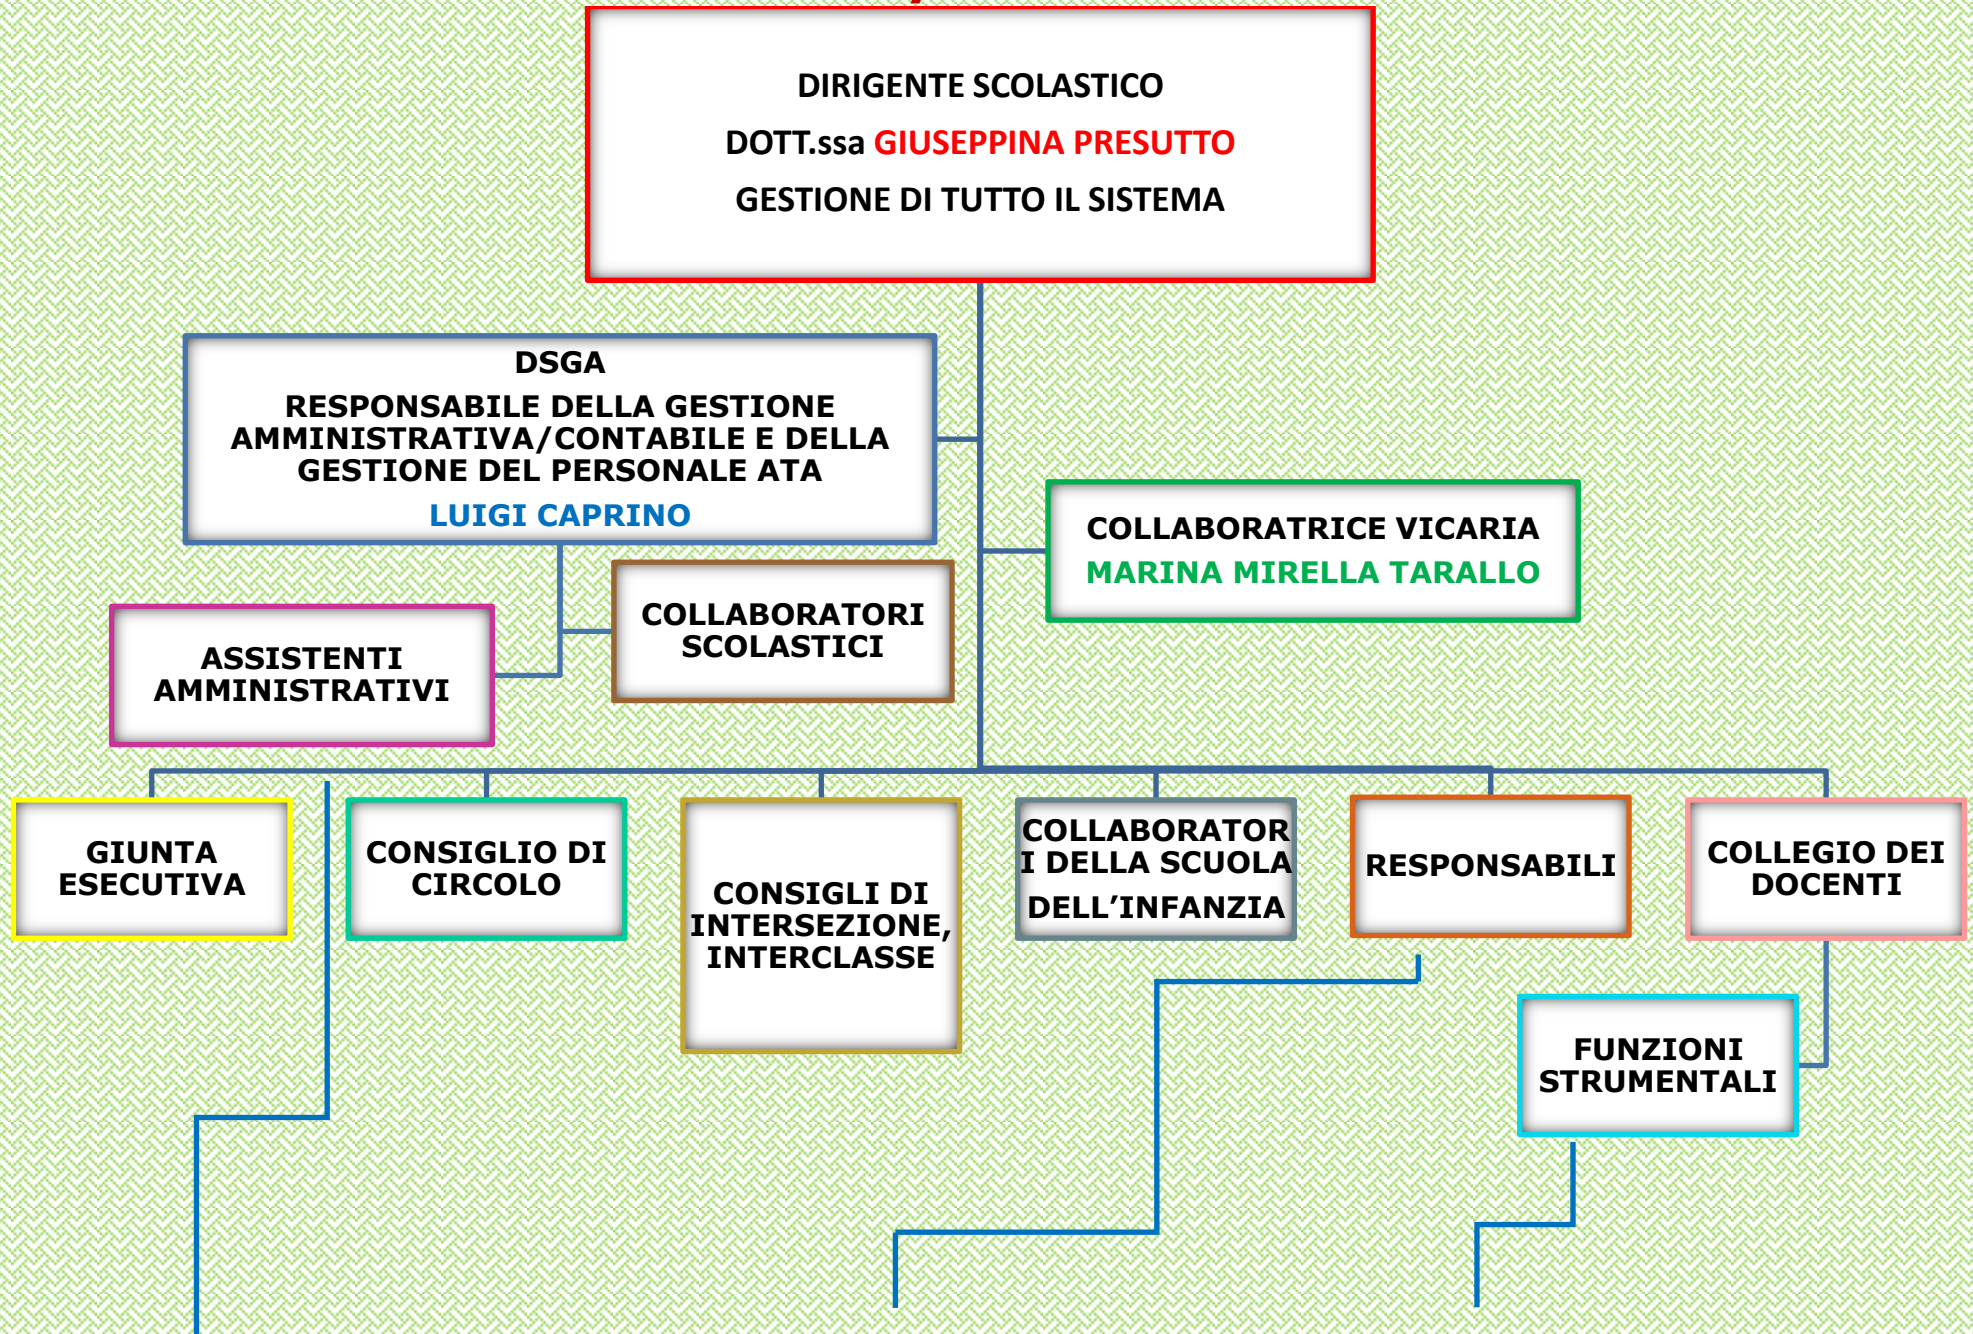 DIRIGENTE SCOLASTICO
DOTT.ssa GIUSEPPINA PRESUTTO
GESTIONE DI TUTTO IL SISTEMA
DSGA
RESPONSABILE DELLA GESTIONE
AMMINISTRATIVA/CONTABILE E DELLA
GESTIONE DEL PERSONALE ATA
LUIGI CAPRINO
COLLABORATRICE VICARIA
MARINA MIRELLA TARALLO
COLLABORATORI
SCOLASTICI
ASSISTENTI
AMMINISTRATIVI
GIUNTA
ESECUTIVA
CONSIGLIO DI
CIRCOLO
CONSIGLI DI
INTERSEZIONE,
INTERCLASSE
COLLABORATOR
I DELLA SCUOLA
DELL’INFANZIA
RESPONSABILI
COLLEGIO DEI
DOCENTI
FUNZIONI
STRUMENTALI